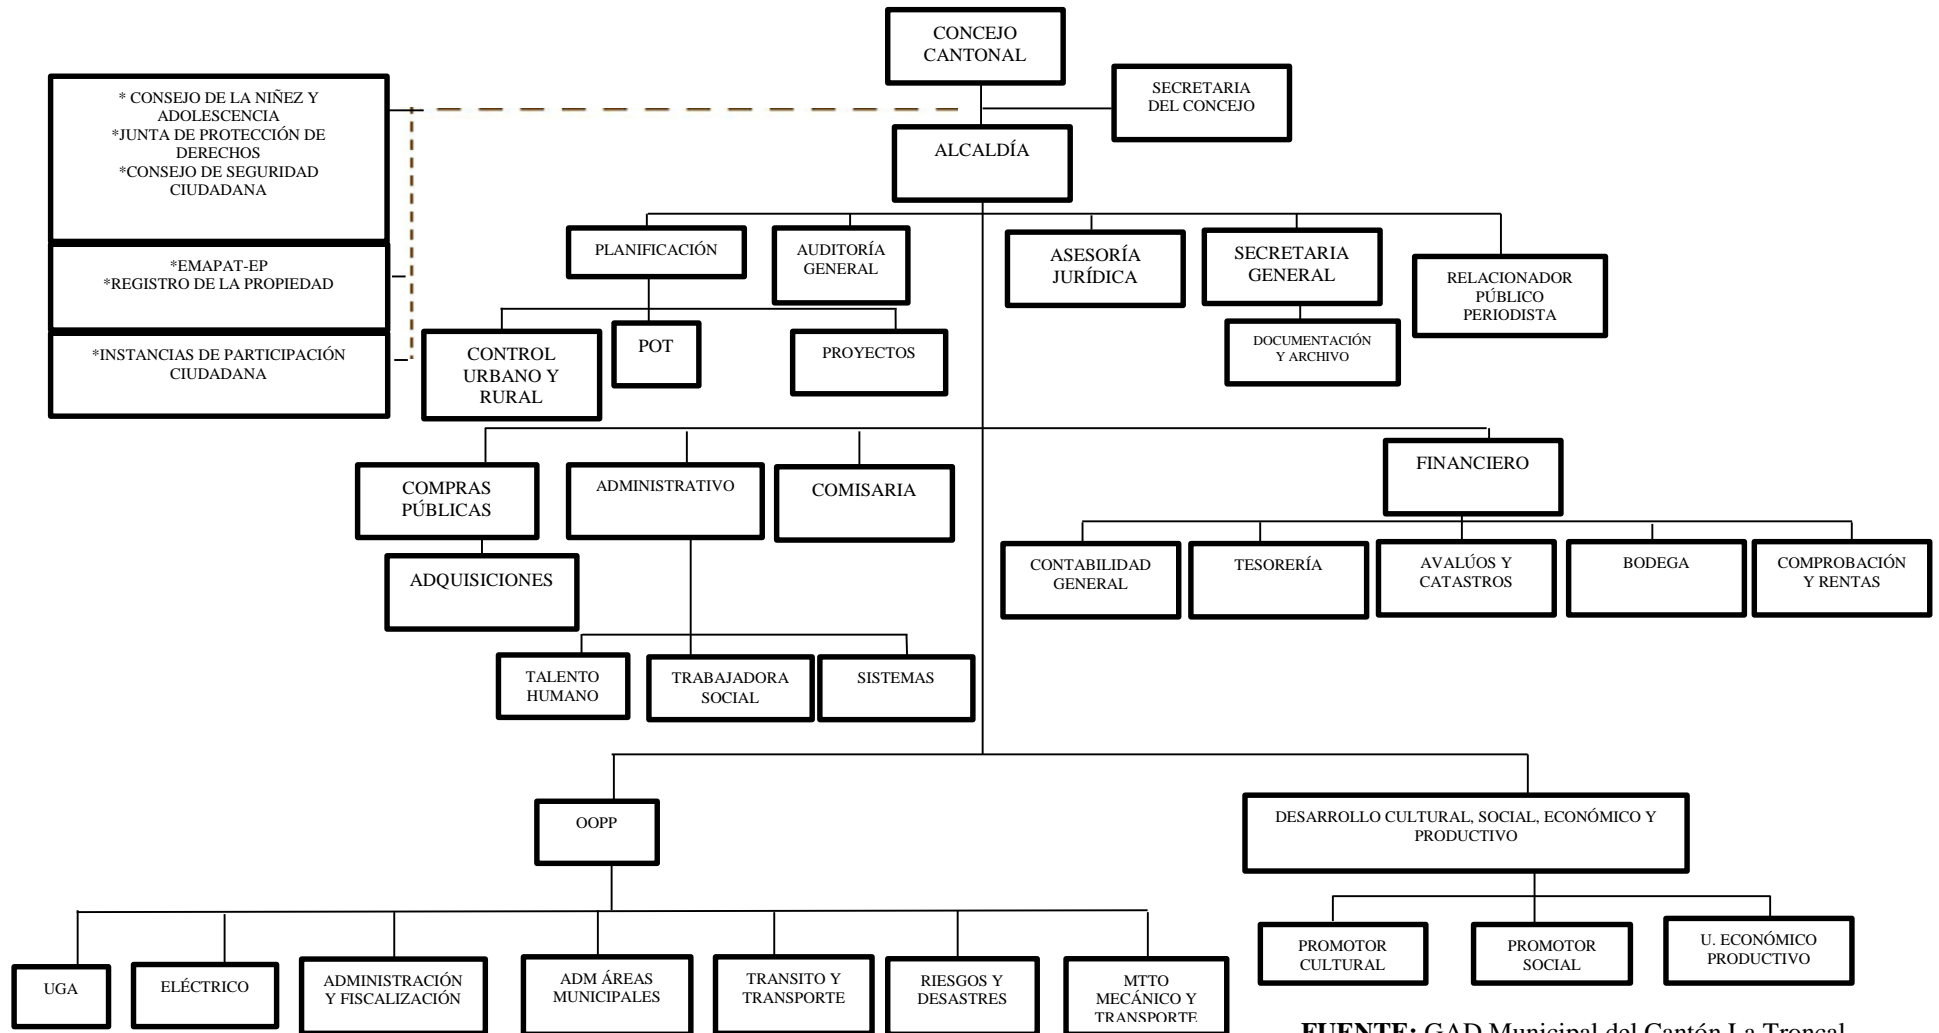 CONCEJO
CANTONAL
SECRETARIA
DEL CONCEJO
* CONSEJO DE LA NIÑEZ Y
ADOLESCENCIA
*JUNTA DE PROTECCIÓN DE
DERECHOS
*CONSEJO DE SEGURIDAD
CIUDADANA
ALCALDÍA
*EMAPAT-EP
*REGISTRO DE LA PROPIEDAD
*INSTANCIAS DE PARTICIPACIÓN
CIUDADANA
PLANIFICACIÓN
AUDITORÍA
GENERAL
ASESORÍA
JURÍDICA
SECRETARIA
GENERAL
RELACIONADOR
PÚBLICO
PERIODISTA
CONTROL
URBANO Y
RURAL
POT
PROYECTOS
DOCUMENTACIÓN
Y ARCHIVO
COMPRAS
PÚBLICAS
ADMINISTRATIVO
COMISARIA
FINANCIERO
ADQUISICIONES
CONTABILIDAD
GENERAL
TESORERÍA
AVALÚOS Y
CATASTROS
BODEGA
COMPROBACIÓN
Y RENTAS
TALENTO
HUMANO
TRABAJADORA
SOCIAL
SISTEMAS
OOPP
DESARROLLO CULTURAL, SOCIAL, ECONÓMICO Y
PRODUCTIVO
UGA
ELÉCTRICO
ADMINISTRACIÓN
Y FISCALIZACIÓN
ADM ÁREAS
MUNICIPALES
TRANSITO Y
TRANSPORTE
RIESGOS Y
DESASTRES
MTTO
MECÁNICO Y
TRANSPORTE
PROMOTOR
CULTURAL
PROMOTOR
SOCIAL
U. ECONÓMICO
PRODUCTIVO
FUENTE: GAD Municipal del Cantón La Troncal